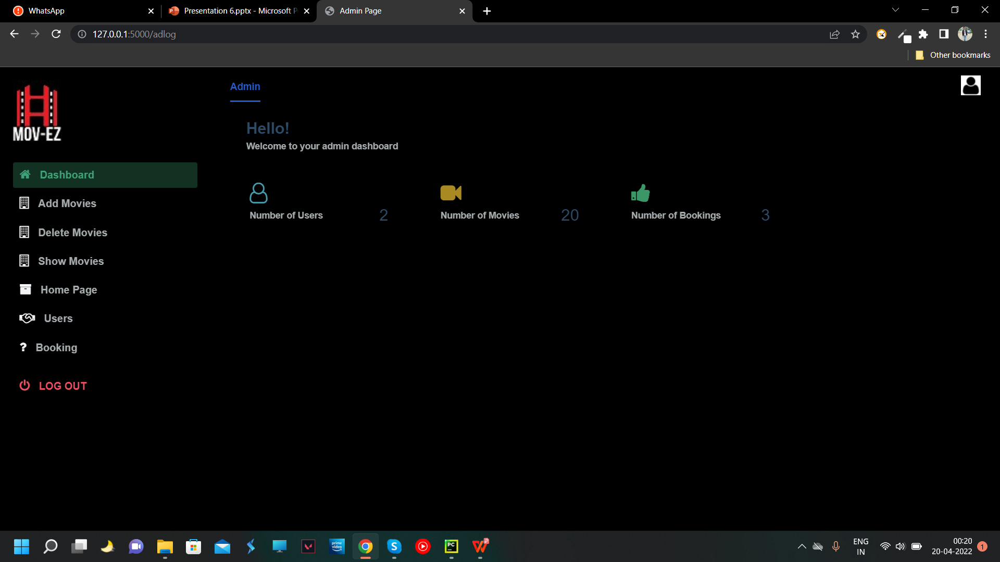 WhatsApp
Presentation 6.pptx - Microsoft P
Admin Page
127.0.0.1:5000/adlog
Other bookmarks
MOV-EZ
Admin
Hello!
Welcome to your admin dashboard
Dashboard
Add Movies
Delete Movies
Show Movies
Home Page
Users
? Booking
LOG OUT
Number of Users 2
Number of Movies 20
Number of Bookings 3
prime video
PC
ENG
IN
00:20
20-04-2022
1